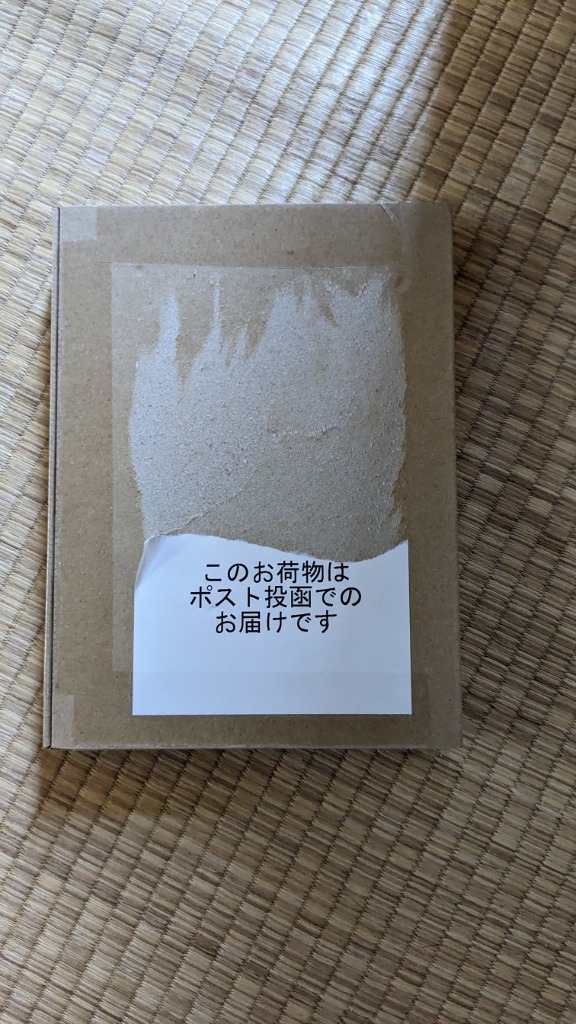 このお荷物は
ポスト投函での
お届けです